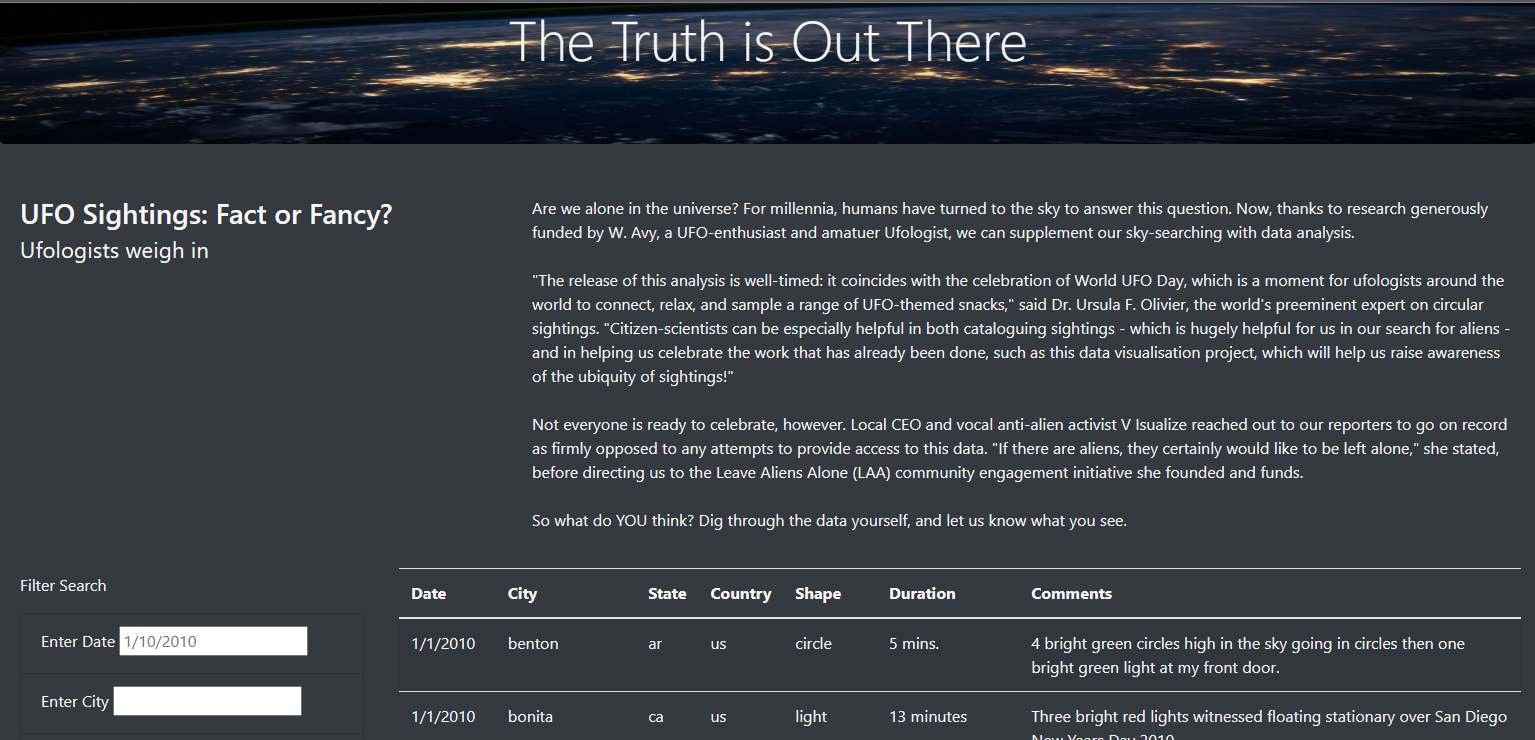 The Truth is Out There
UFO Sightings: Fact or Fancy?
Ufologists weigh in
Are we alone in the universe? For millennia, humans have turned to the sky to answer this question. Now, thanks to research generously
funded by W. Avy, a UFO-enthusiast and amatuer Ufologist, we can supplement our sky-searching with data analysis.
"The release of this analysis is well-timed: it coincides with the celebration of World UFO Day, which is a moment for ufologists around the
world to connect, relax, and sample a range of UFO-themed snacks," said Dr. Ursula F. Olivier, the world's preeminent expert on circular
sightings. "Citizen-scientists can be especially helpful in both cataloguing sightings - which is hugely helpful for us in our search for aliens -
and in helping us celebrate the work that has already been done, such as this data visualisation project, which will help us raise awareness
of the ubiquity of sightings!"
Not everyone is ready to celebrate, however. Local CEO and vocal anti-alien activist V Isualize reached out to our reporters to go on record
as firmly opposed to any attempts to provide access to this data. "If there are aliens, they certainly would like to be left alone," she stated,
before directing us to the Leave Aliens Alone (LAA) community engagement initiative she founded and funds.
So what do YOU think? Dig through the data yourself, and let us know what you see.
Filter Search
Enter Date 1/10/2010
Enter City
Date City State Country Shape Duration Comments
1/1/2010 benton ar us circle 5 mins. 4 bright green circles high in the sky going in circles then one
bright green light at my front door.
1/1/2010 bonita ca us light 13 minutes Three bright red lights witnessed floating stationary over San Diego
New Years Day 2010